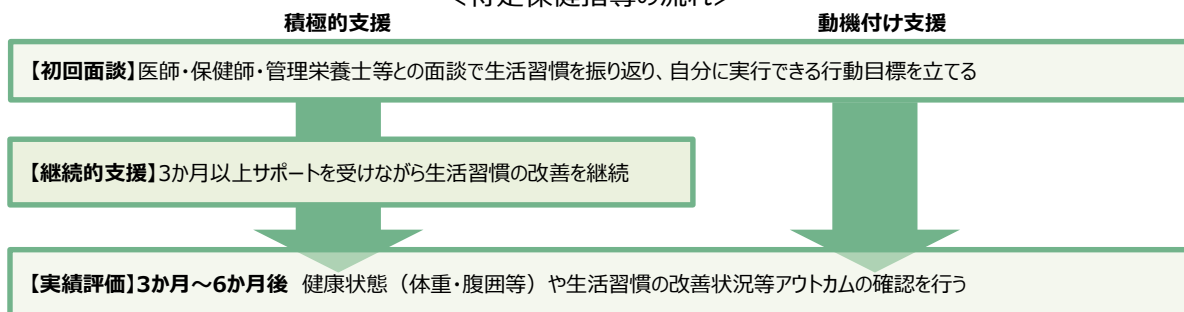 積極的支援 動機付け支援
【初回面談】医師・保健師・管理栄養士等との面談で生活習慣を振り返り、自分に実行できる行動目標を立てる
【継続的支援】3か月以上サポートを受けながら生活習慣の改善を継続
【実績評価】3か月～6か月後 健康状態（体重・腹囲等）や生活習慣の改善状況等アウトカムの確認を行う